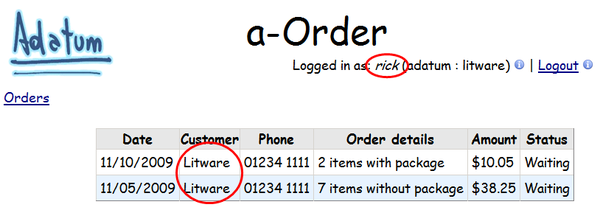 Adatum
a-Order
Logged in as: rick (adatum : litware) | Logout
Orders
Date Customer Phone Order details Amount Status
11/10/2009 Litware 01234 1111 2 items with package $10.05 Waiting
11/05/2009 Litware 01234 1111 7 items without package $38.25 Waiting